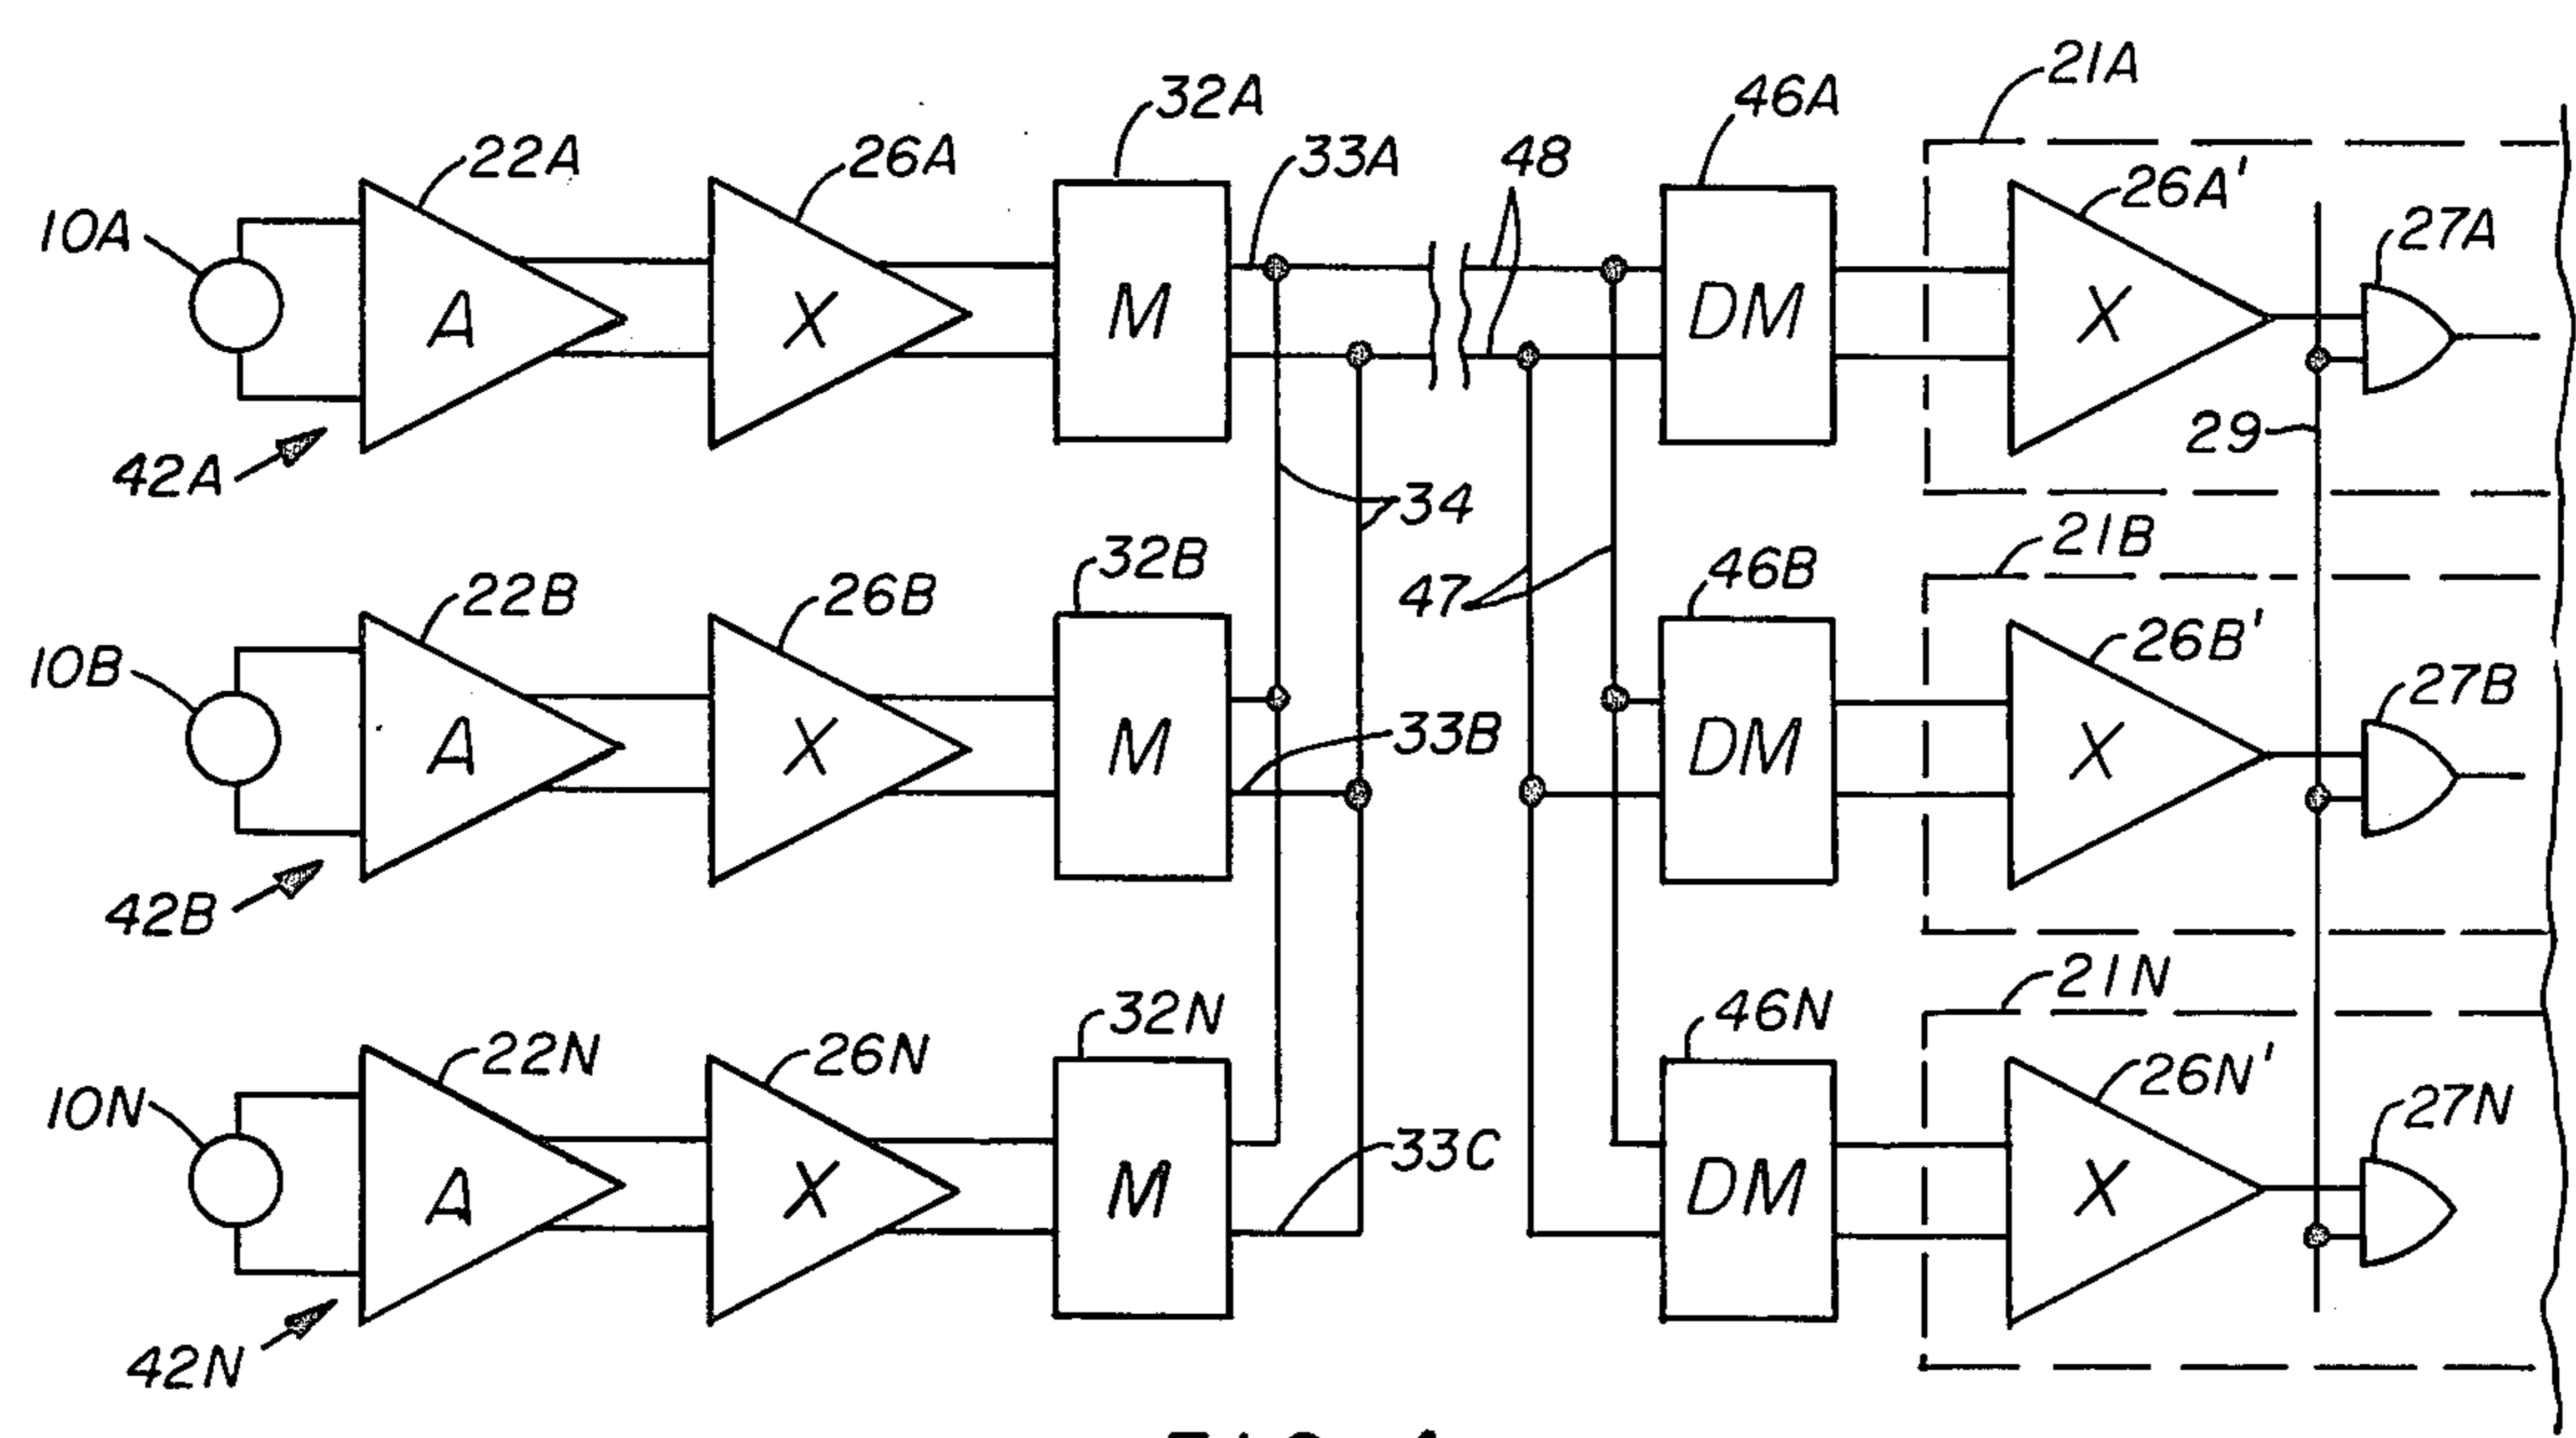 21A
32A
46A
22A
26A
33A
48
26A'
10A
27A
A
X
M
DM
X
29
42A
34
21B
32B
46B
22B
26B
47
26B'
10B
27B
33B
A
X
M
DM
X
42B
21N
32N
46N
22N
26N
26N'
10N
27N
33C
A
X
M
DM
X
42N